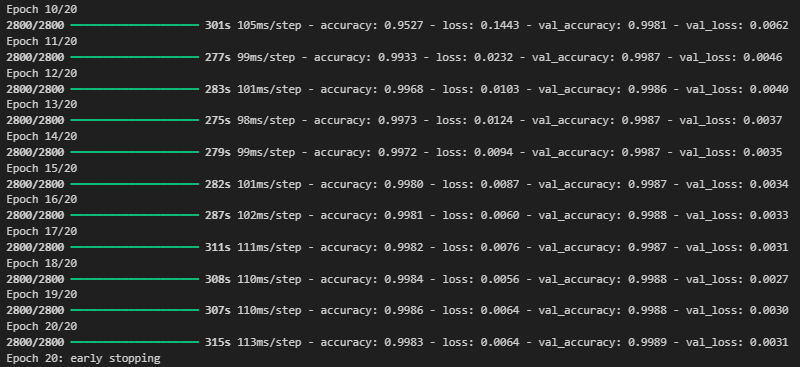 Epoch 10/20
2800/2800 ━━━━━━━━━━━━━━━━━━━━ 301s 105ms/step - accuracy: 0.9527 - loss: 0.1443 - val_accuracy: 0.9981 - val_loss: 0.0062
Epoch 11/20
2800/2800 ━━━━━━━━━━━━━━━━━━━━ 277s 99ms/step - accuracy: 0.9933 - loss: 0.0232 - val_accuracy: 0.9987 - val_loss: 0.0046
Epoch 12/20
2800/2800 ━━━━━━━━━━━━━━━━━━━━ 283s 101ms/step - accuracy: 0.9968 - loss: 0.0103 - val_accuracy: 0.9986 - val_loss: 0.0040
Epoch 13/20
2800/2800 ━━━━━━━━━━━━━━━━━━━━ 275s 98ms/step - accuracy: 0.9973 - loss: 0.0124 - val_accuracy: 0.9987 - val_loss: 0.0037
Epoch 14/20
2800/2800 ━━━━━━━━━━━━━━━━━━━━ 279s 99ms/step - accuracy: 0.9972 - loss: 0.0094 - val_accuracy: 0.9987 - val_loss: 0.0035
Epoch 15/20
2800/2800 ━━━━━━━━━━━━━━━━━━━━ 282s 101ms/step - accuracy: 0.9980 - loss: 0.0087 - val_accuracy: 0.9987 - val_loss: 0.0034
Epoch 16/20
2800/2800 ━━━━━━━━━━━━━━━━━━━━ 287s 102ms/step - accuracy: 0.9981 - loss: 0.0060 - val_accuracy: 0.9988 - val_loss: 0.0033
Epoch 17/20
2800/2800 ━━━━━━━━━━━━━━━━━━━━ 311s 111ms/step - accuracy: 0.9982 - loss: 0.0076 - val_accuracy: 0.9987 - val_loss: 0.0031
Epoch 18/20
2800/2800 ━━━━━━━━━━━━━━━━━━━━ 308s 110ms/step - accuracy: 0.9984 - loss: 0.0056 - val_accuracy: 0.9988 - val_loss: 0.0027
Epoch 19/20
2800/2800 ━━━━━━━━━━━━━━━━━━━━ 307s 110ms/step - accuracy: 0.9986 - loss: 0.0064 - val_accuracy: 0.9988 - val_loss: 0.0030
Epoch 20/20
2800/2800 ━━━━━━━━━━━━━━━━━━━━ 315s 113ms/step - accuracy: 0.9983 - loss: 0.0064 - val_accuracy: 0.9989 - val_loss: 0.0031
Epoch 20: early stopping